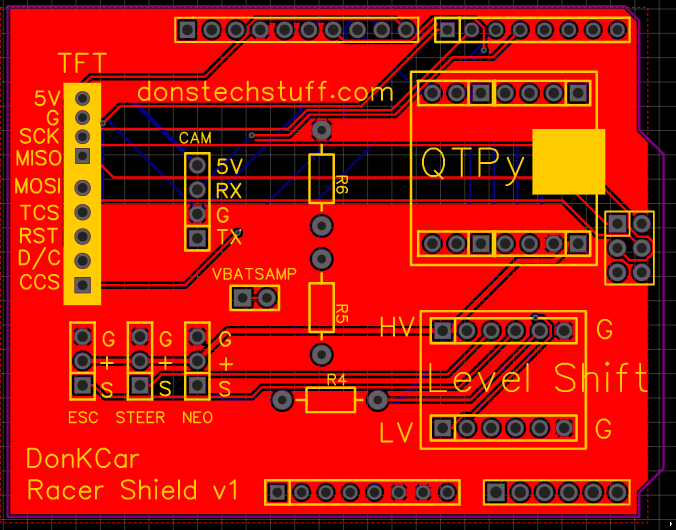 TFT
donstechstuff.com
5V
G
SCK
MISO
MOSI
TCS
RST
D/C
CCS
CAM
5V
RX
G
TX
R6
QTPy
VBATSAMP
R5
HV
G
Level Shift
LV
G
G
+
S
G
+
S
G
+
S
ESC
STEER
NEO
R4
DonKCar
Racer Shield v1